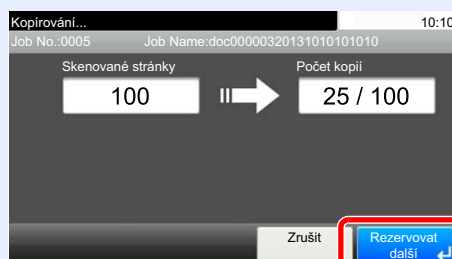 Kopírování... 10:10
Job No.:0005 Job Name:doc00000320131010101010
Skenované stránky Počet kopií
100 25 / 100
Zrušit Rezervovat
další